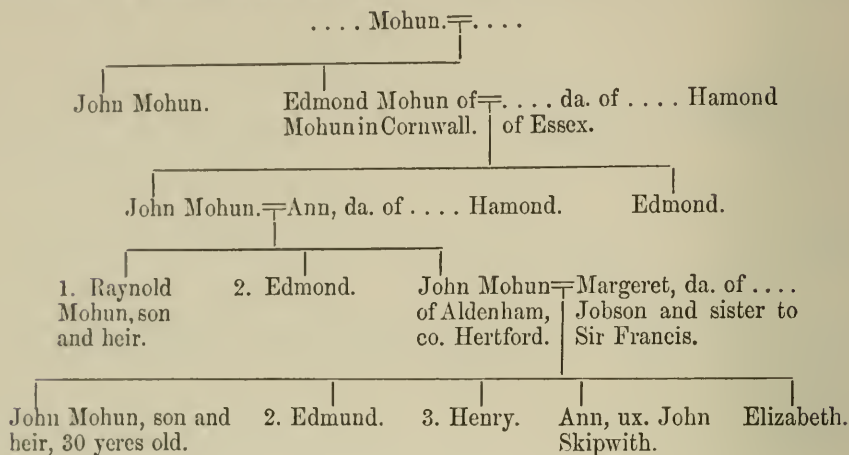 . . . . Mohun.=. . . .
John Mohun. Edmond Mohun of=. . . . da. of . . . . Hamond
Mohun in Cornwall. of Essex.
John Mohun.=Ann, da. of . . . . Hamond. Edmond.
1. Raynold 2. Edmond. John Mohun=Margeret, da. of . . . .
Mohun, son of Aldenham, Jobson and sister to
and heir. co. Hertford. Sir Francis.
John Mohun, son and 2. Edmund. 3. Henry. Ann, ux. John Elizabeth.
heir, 30 yeres old. Skipwith.